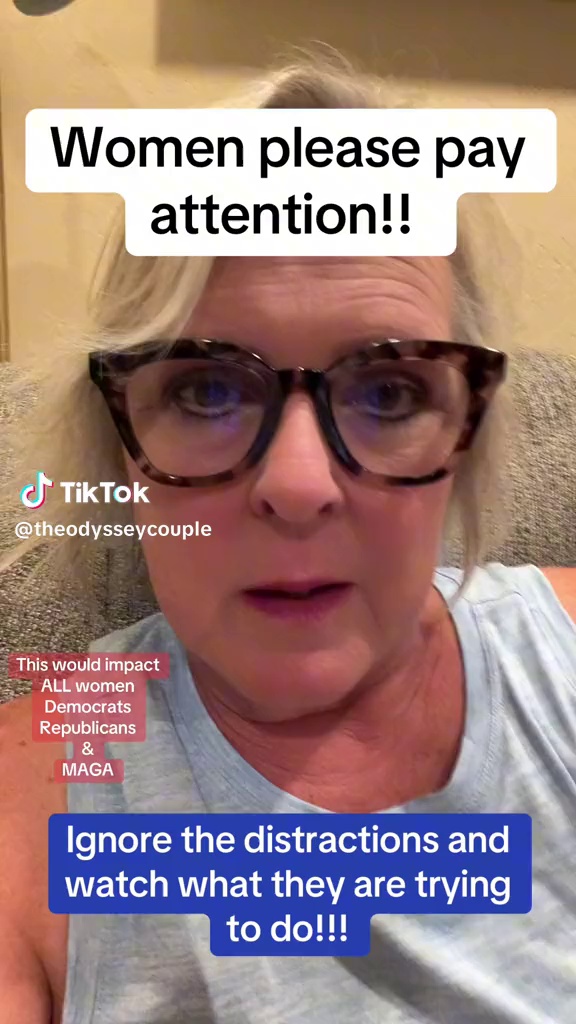 Women please pay
attention!!
TikTok
@theodysseycouple
This would impact
ALL women
Democrats
Republicans
&
MAGA
Ignore the distractions and
watch what they are trying
to do!!!